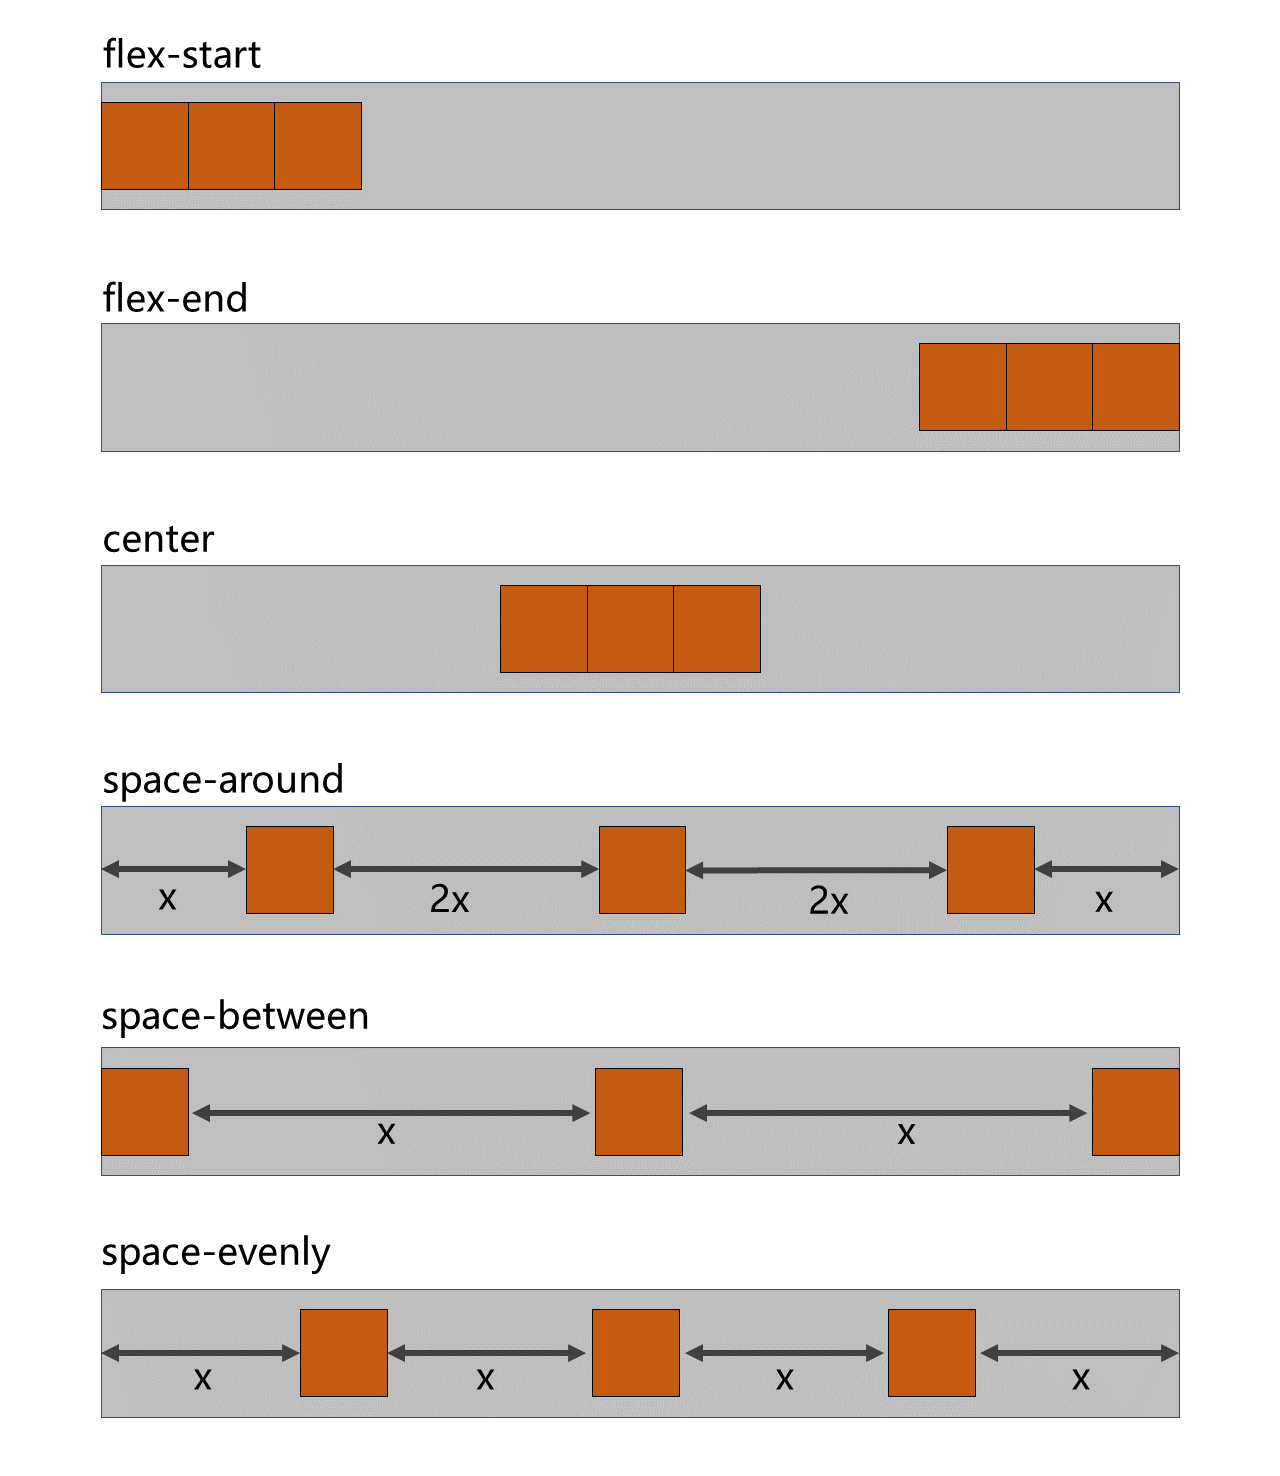 flex-start
flex-end
center
space-around
x
2x
2x
x
space-between
x
x
space-evenly
x
x
x
x